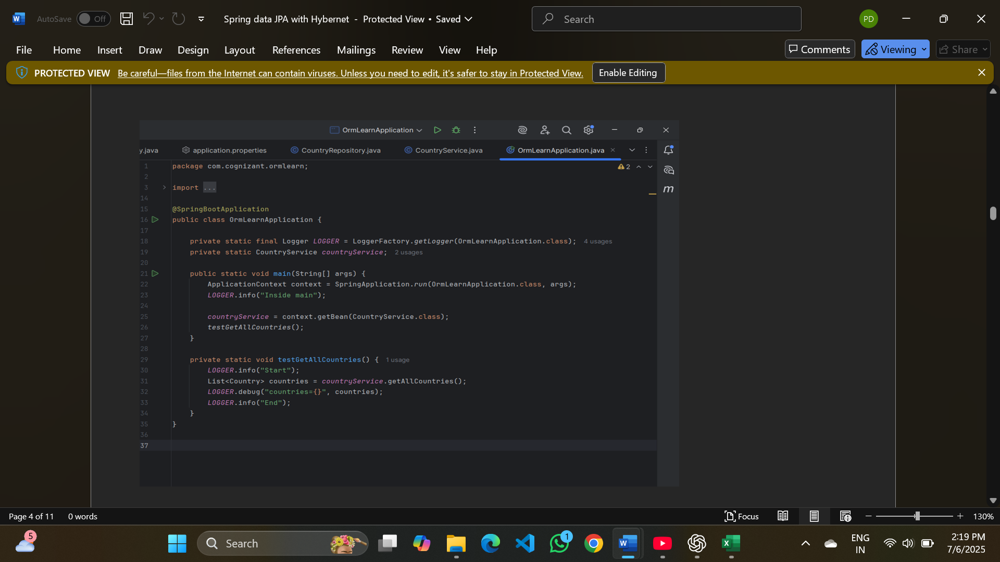 AutoSave Off Spring data JPA with Hybernet - Protected View • Saved Search PD
File Home Insert Draw Design Layout References Mailings Review View Help Comments Viewing Share
PROTECTED VIEW Be careful—files from the Internet can contain viruses. Unless you need to edit, it's safer to stay in Protected View. Enable Editing
OrmLearnApplication
y.java application.properties CountryRepository.java CountryService.java OrmLearnApplication.java
1 package com.cognizant.ormlearn; 2
2
3 import ...
14
15 @SpringBootApplication
16 public class OrmLearnApplication {
17
18 private static final Logger LOGGER = LoggerFactory.getLogger(OrmLearnApplication.class); 4 usages
19 private static CountryService countryService; 2 usages
20
21 public static void main(String[] args) {
22 ApplicationContext context = SpringApplication.run(OrmLearnApplication.class, args);
23 LOGGER.info("Inside main");
24
25 countryService = context.getBean(CountryService.class);
26 testGetAllCountries();
27 }
28
29 private static void testGetAllCountries() { 1 usage
30 LOGGER.info("Start");
31 List<Country> countries = countryService.getAllCountries();
32 LOGGER.debug("countries={}", countries);
33 LOGGER.info("End");
34 }
35 }
36
37
m
Page 4 of 11 0 words Focus 130%
5 Search 1 ENG 2:19 PM
IN 7/6/2025